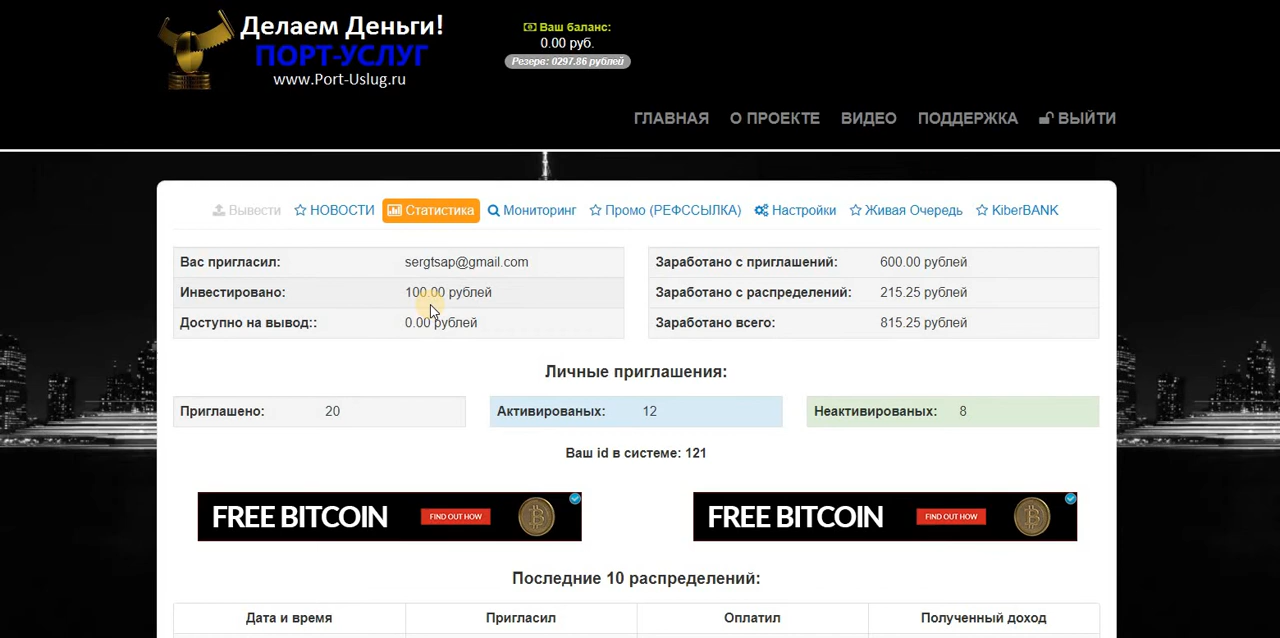 Делаем Деньги!
ПОРТ-УСЛУГ
www.Port-Uslug.ru
Ваш баланс:
0.00 руб.
Резерв: 0297.86 рублей
ГЛАВНАЯ О ПРОЕКТЕ ВИДЕО ПОДДЕРЖКА ВЫЙТИ
Вывести НОВОСТИ Статистика Мониторинг Промо (РЕФССЫЛКА) Настройки Живая Очередь KiberBANK
Вас пригласил: sergtsap@gmail.com
Инвестировано: 100.00 рублей
Доступно на вывод:: 0.00 рублей
Заработано с приглашений: 600.00 рублей
Заработано с распределений: 215.25 рублей
Заработано всего: 815.25 рублей
Личные приглашения:
Приглашено: 20 Активированых: 12 Неактивированых: 8
Ваш id в системе: 121
FREE BITCOIN FIND OUT HOW FREE BITCOIN FIND OUT HOW
Последние 10 распределений:
Дата и время Пригласил Оплатил Полученный доход